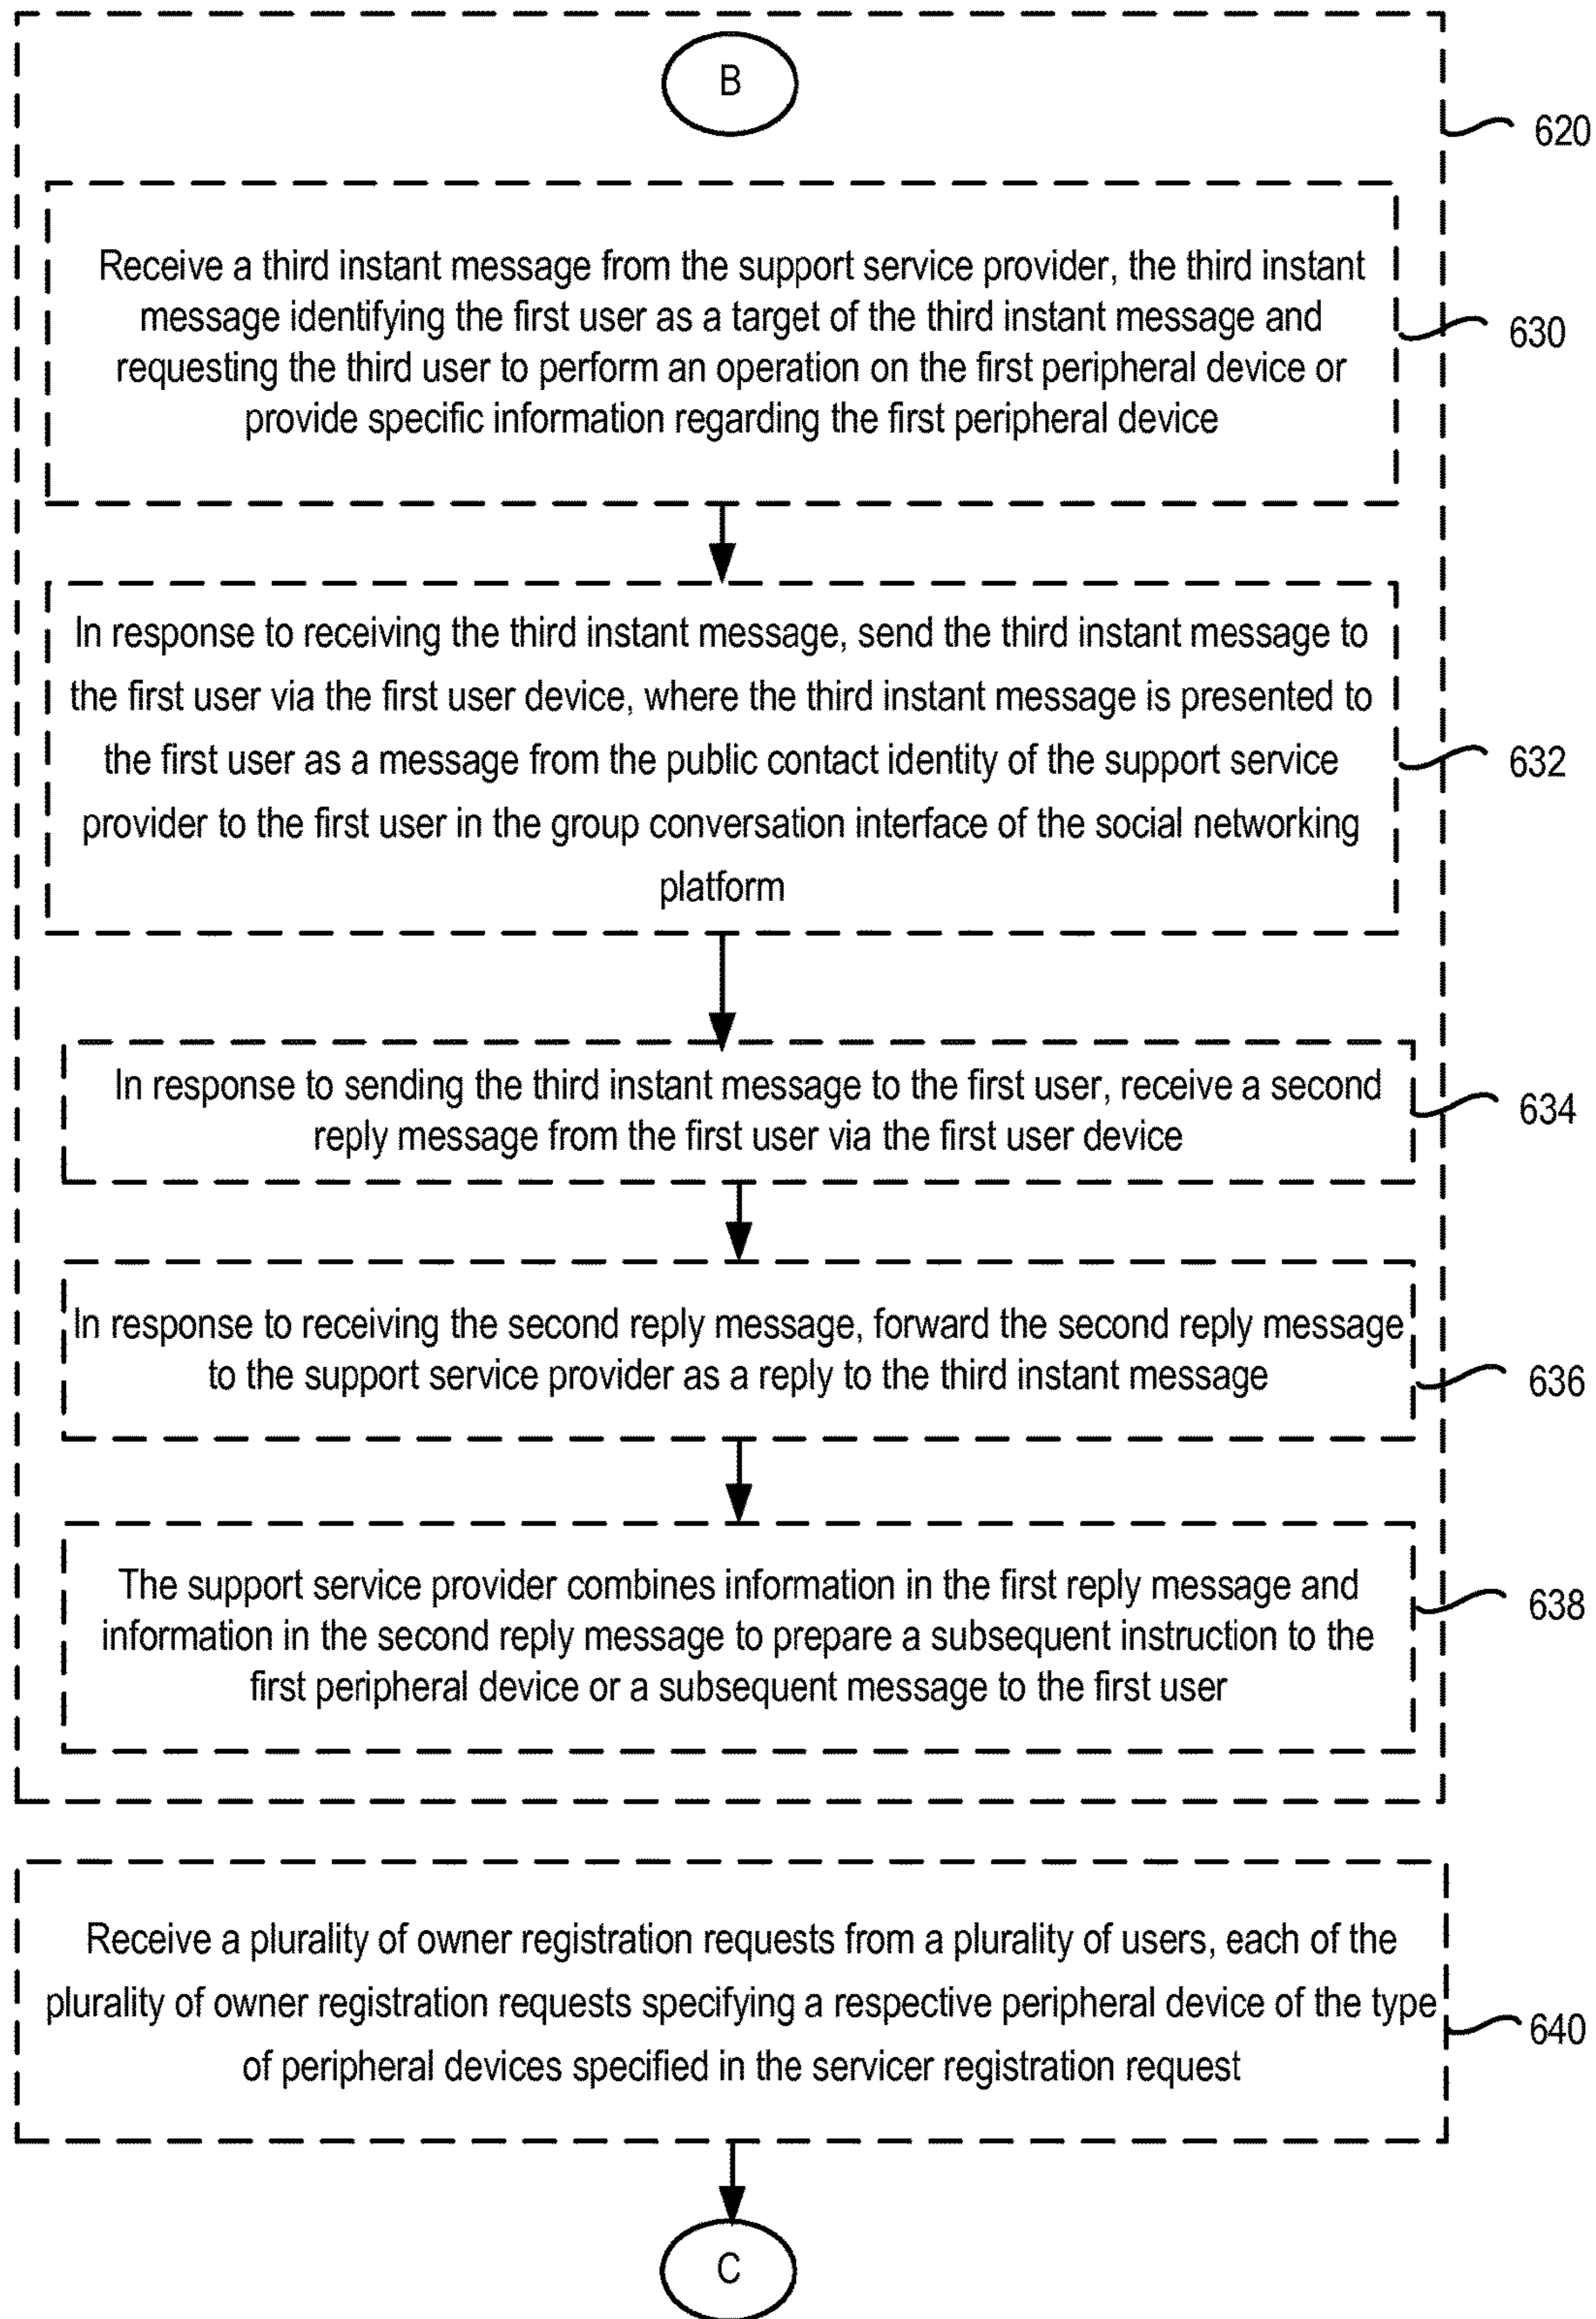 B
620
Receive a third instant message from the support service provider, the third instant
message identifying the first user as a target of the third instant message and
requesting the third user to perform an operation on the first peripheral device or
provide specific information regarding the first peripheral device
630
In response to receiving the third instant message, send the third instant message to
the first user via the first user device, where the third instant message is presented to
the first user as a message from the public contact identity of the support service
provider to the first user in the group conversation interface of the social networking
platform
632
In response to sending the third instant message to the first user, receive a second
reply message from the first user via the first user device
634
In response to receiving the second reply message, forward the second reply message
to the support service provider as a reply to the third instant message
636
The support service provider combines information in the first reply message and
information in the second reply message to prepare a subsequent instruction to the
first peripheral device or a subsequent message to the first user
638
Receive a plurality of owner registration requests from a plurality of users, each of the
plurality of owner registration requests specifying a respective peripheral device of the type
of peripheral devices specified in the servicer registration request
640
C